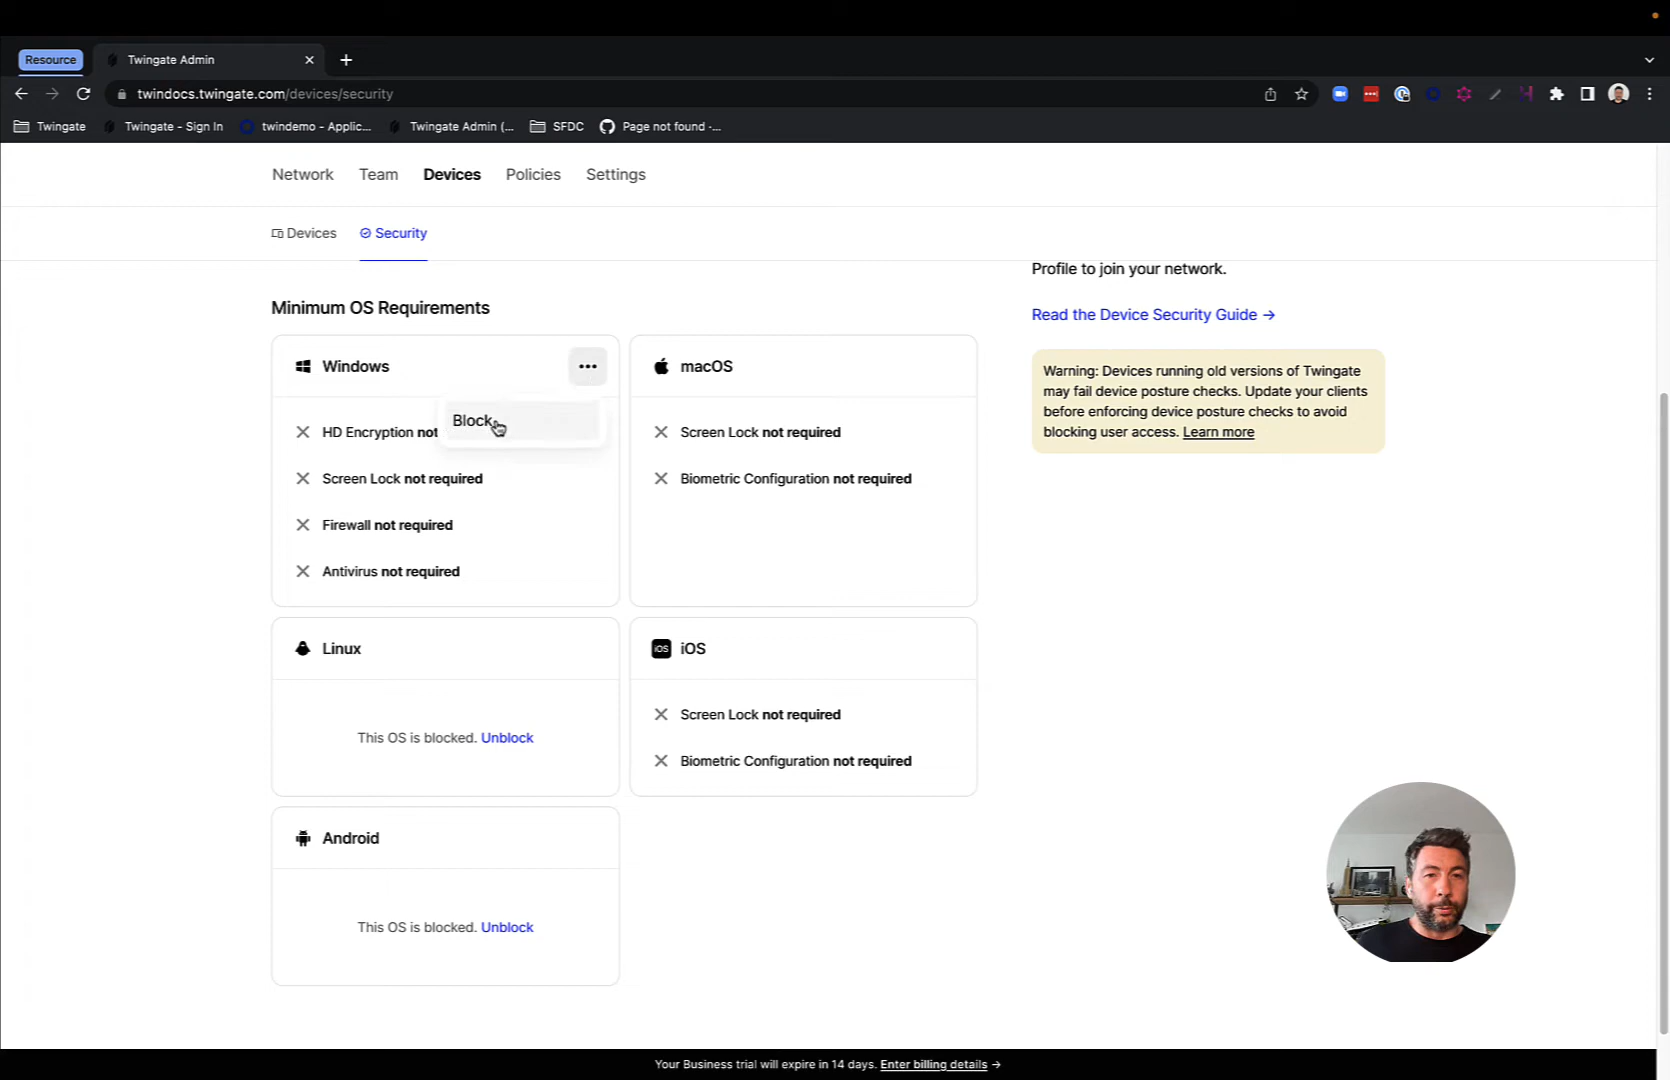 Resource
Twingate Admin
twindocs.twingate.com/devices/security
Twingate
Twingate - Sign In
twindemo - Applic...
Twingate Admin (...
SFDC
Page not found ·...
Network
Team
Devices
Policies
Settings
Devices
Security
Profile to join your network.
Minimum OS Requirements
Read the Device Security Guide →
Windows
Block
HD Encryption not
Screen Lock not required
Firewall not required
Antivirus not required
macOS
Screen Lock not required
Biometric Configuration not required
Warning: Devices running old versions of Twingate
may fail device posture checks. Update your clients
before enforcing device posture checks to avoid
blocking user access. Learn more
Linux
This OS is blocked. Unblock
iOS
iOS
Screen Lock not required
Biometric Configuration not required
Android
This OS is blocked. Unblock
Your Business trial will expire in 14 days. Enter billing details →